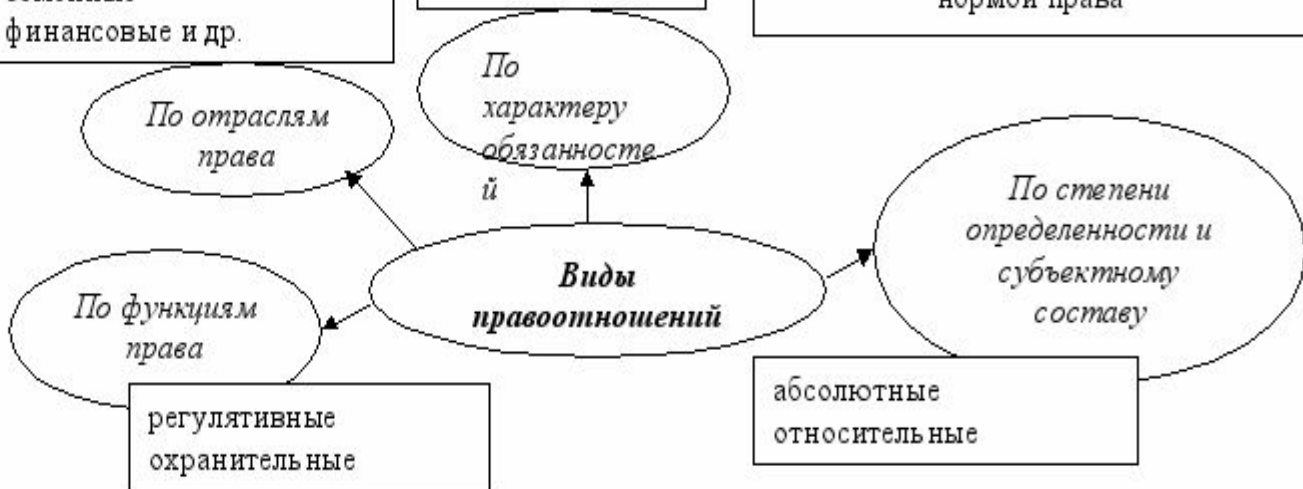 финансовые и др.
нормой права
По отраслям
права
По
характеру
обязанносте
й
По степени
определенности и
субъектному
составу
Виды
правоотношений
По функциям
права
регулятивные
охранительные
абсолютные
относительные